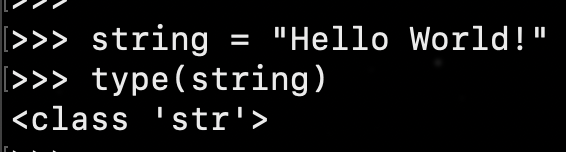 >>>
>>> string = "Hello World!"
>>> type(string)
<class 'str'>
>>>